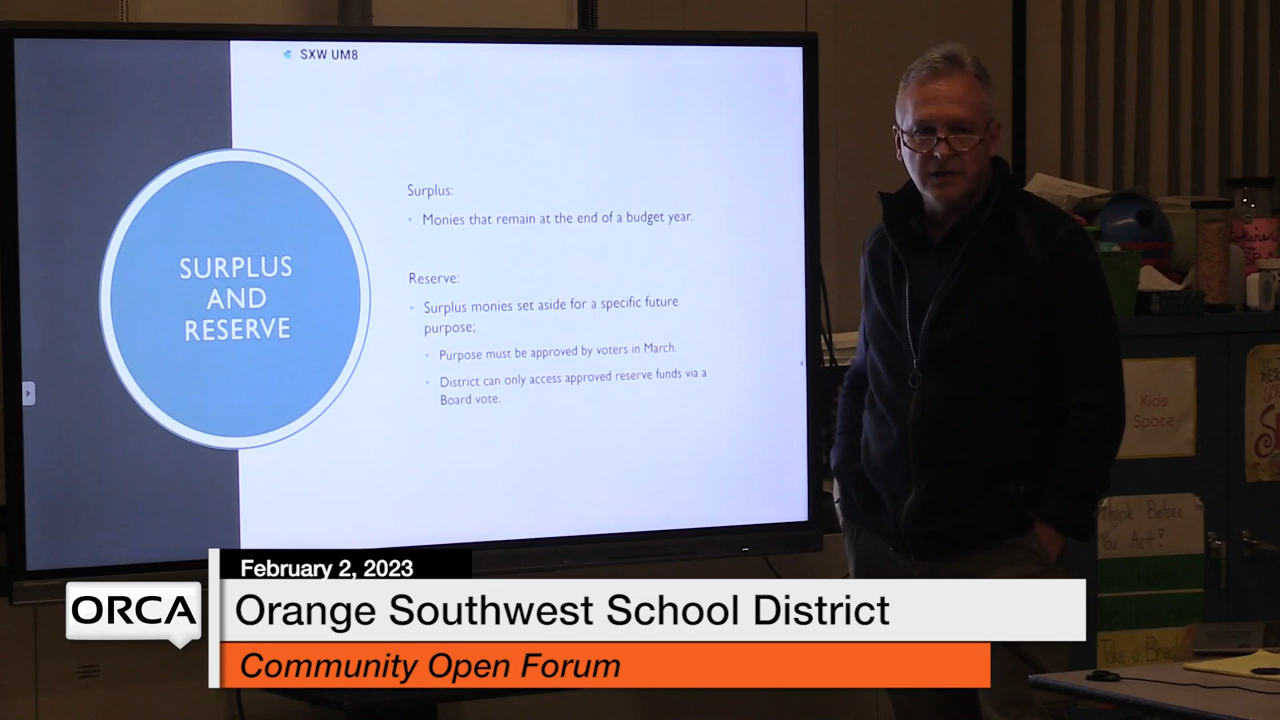 SXW UM8
SURPLUS
AND
RESERVE
Surplus:
• Monies that remain at the end of a budget year.
Reserve:
• Surplus monies set aside for a specific future
purpose;
• Purpose must be approved by voters in March.
• District can only access approved reserve funds via a
Board vote.
4
Kids
Space
Think Before
You Act!
Take a
February 2, 2023
ORCA
Orange Southwest School District
Community Open Forum